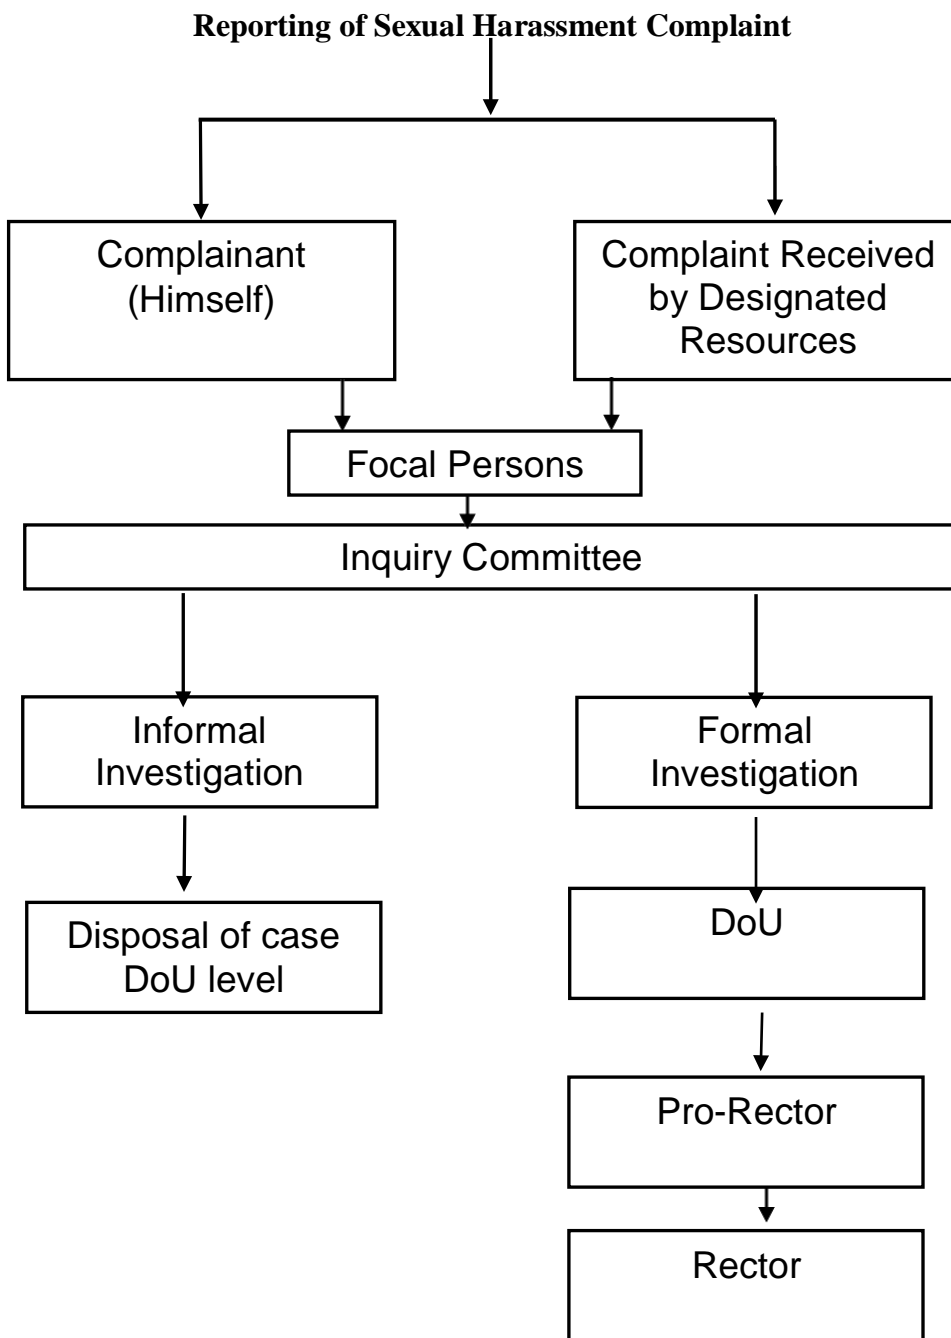 Reporting of Sexual Harassment Complaint
Complainant
(Himself)
Complaint Received
by Designated
Resources
Focal Persons
Inquiry Committee
Informal
Investigation
Formal
Investigation
Disposal of case
DoU level
DoU
Pro-Rector
Rector